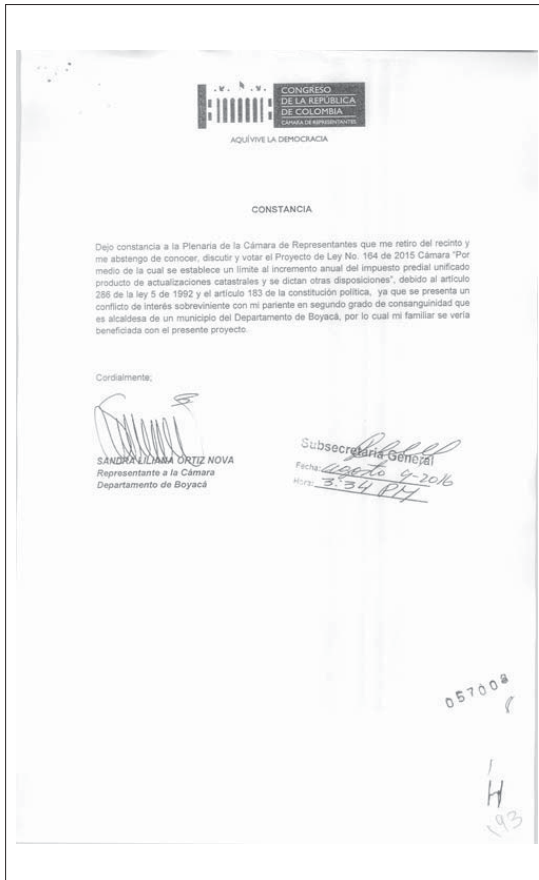 CONGRESO
DE LA REPÚBLICA
DE COLOMBIA
CÁMARA DE REPRESENTANTES
AQUÍ VIVE LA DEMOCRACIA
CONSTANCIA
Dejo constancia a la Plenaria de la Cámara de Representantes que me retiro del recinto y
me abstengo de conocer, discutir y votar el Proyecto de Ley No. 164 de 2015 Cámara "Por
medio de la cual se establece un límite al incremento anual del impuesto predial unificado
producto de actualizaciones catastrales y se dictan otras disposiciones", debido al artículo
286 de la ley 5 de 1992 y el artículo 183 de la constitución política, ya que se presenta un
conflicto de interés sobreviniente con mi pariente en segundo grado de consanguinidad que
es alcaldesa de un municipio del Departamento de Boyacá, por lo cual mi familiar se vería
beneficiada con el presente proyecto.
Cordialmente;
SANDRA LILIANA ORTIZ NOVA
Representante a la Cámara
Departamento de Boyacá
Subsecretaría General
Fecha: agosto 9-2016
Hora: 3:34 PM
057008
H
193